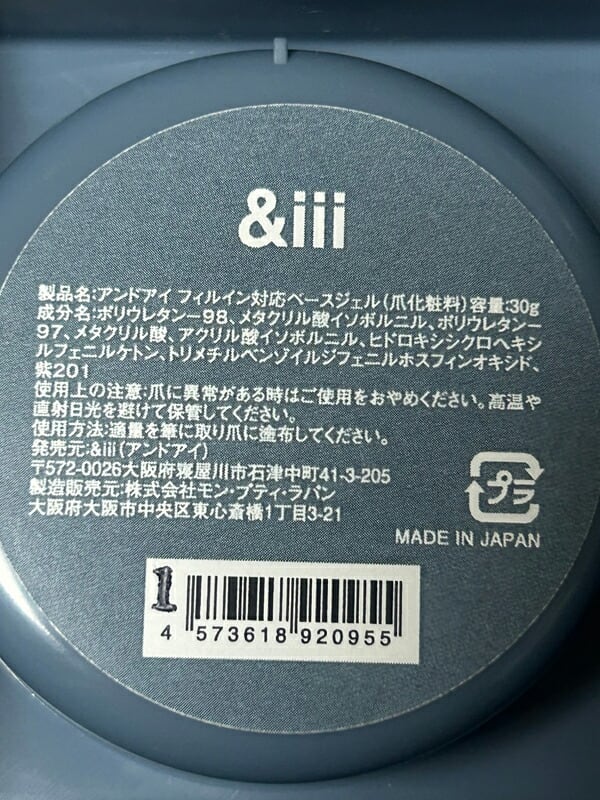 &iii
製品名:アンドアイ フィルイン対応ベースジェル(爪化粧料)容量:30g
成分名:ポリウレタンー98、メタクリル酸イソボルニル、ポリウレタンー
97、メタクリル酸、アクリル酸イソボルニル、ヒドロキシシクロヘキシ
ルフェニルケトン、トリメチルベンゾイルジフェニルホスフィンオキシド、
紫201
使用上の注意:爪に異常がある時はご使用をおやめください。高温や
直射日光を避けて保管してください。
使用方法:適量を筆に取り爪に塗布してください。
発売元:&iii(アンドアイ)
〒572-0026大阪府寝屋川市石津中町41-3-205
製造販売元:株式会社モン・プティ・ラパン
大阪府大阪市中央区東心斎橋1丁目3-21
プラ
MADE IN JAPAN
1
4 573618 920955